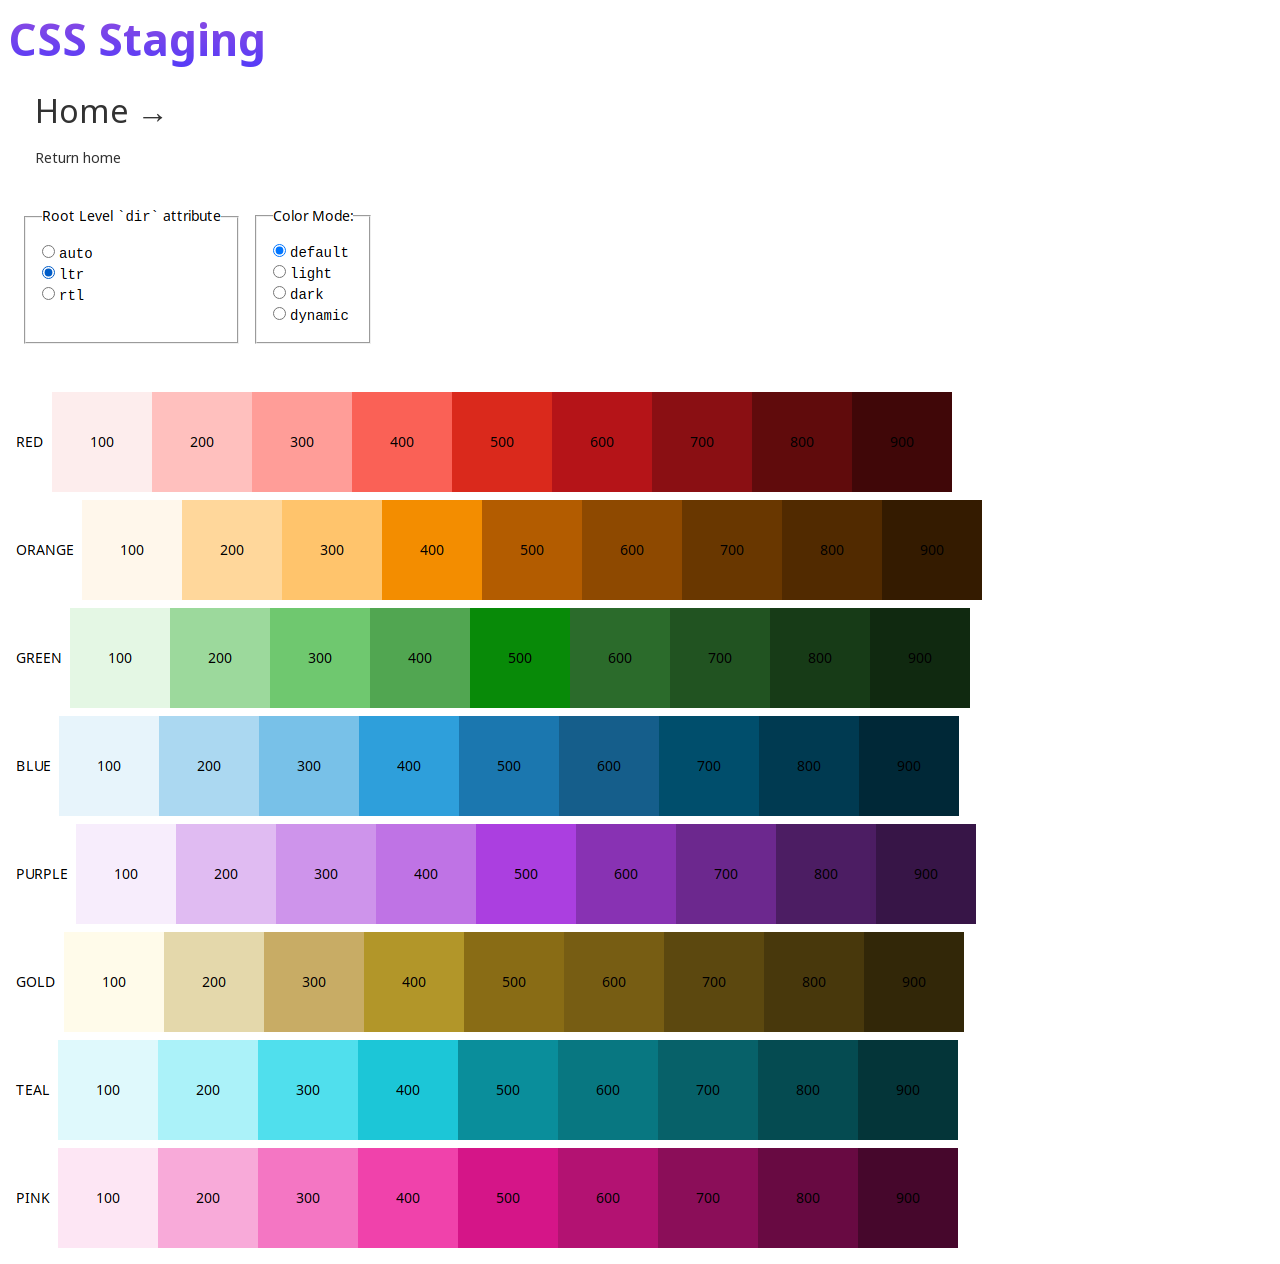 CSS Staging
Home →
Return home
Root Level `dir` attribute
auto
ltr
rtl
Color Mode:
default
light
dark
dynamic
RED 100 200 300 400 500 600 700 800 900
ORANGE 100 200 300 400 500 600 700 800 900
GREEN 100 200 300 400 500 600 700 800 900
BLUE 100 200 300 400 500 600 700 800 900
PURPLE 100 200 300 400 500 600 700 800 900
GOLD 100 200 300 400 500 600 700 800 900
TEAL 100 200 300 400 500 600 700 800 900
PINK 100 200 300 400 500 600 700 800 900